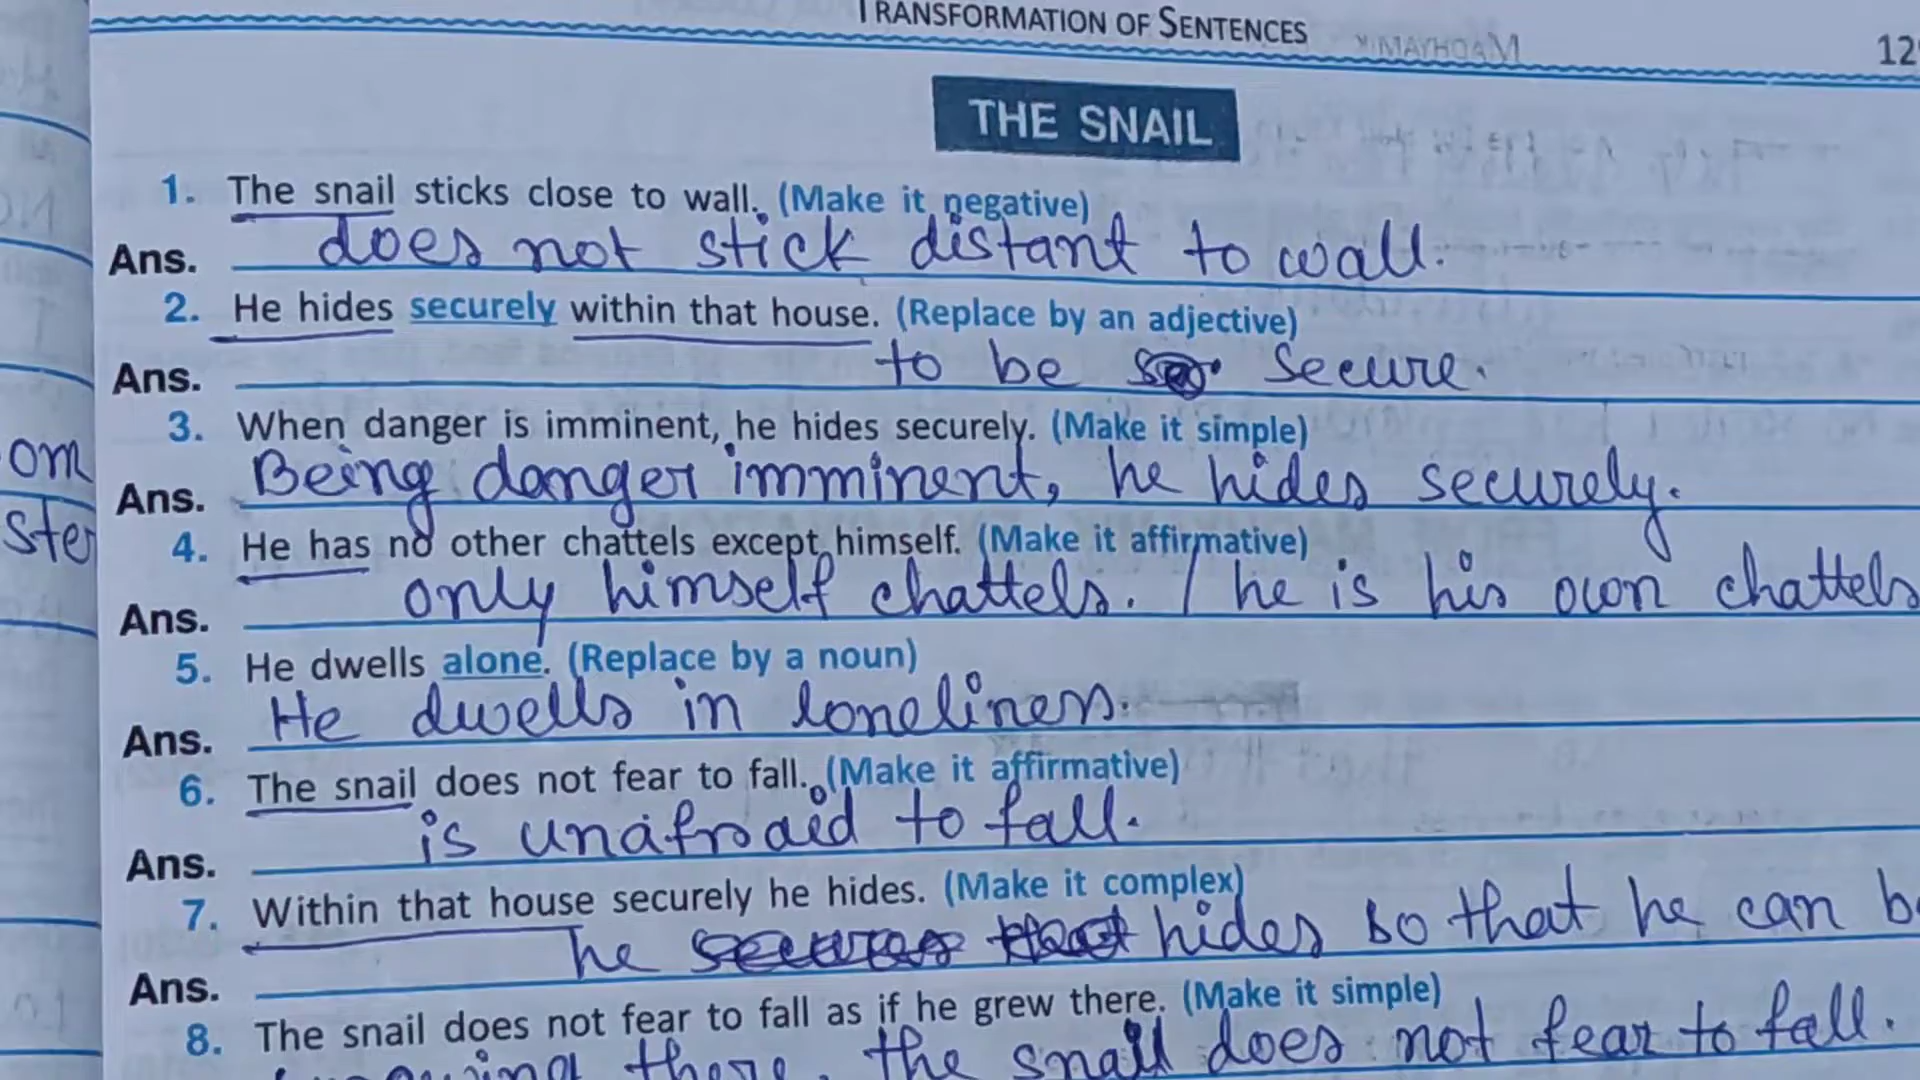 TRANSFORMATION OF SENTENCES
12
THE SNAIL
1. The snail sticks close to wall. (Make it negative)
does not stick distant to wall.
Ans.
2. He hides securely within that house. (Replace by an adjective)
to be secure.
Ans.
3. When danger is imminent, he hides securely. (Make it simple)
Being danger imminent, he hides securely.
Ans.
4. He has no other chattels except himself. (Make it affirmative)
only himself chattels. / he is his own chattels
Ans.
5. He dwells alone. (Replace by a noun)
He dwells in loneliness.
Ans.
6. The snail does not fear to fall. (Make it affirmative)
is unafraid to fall.
Ans.
7. Within that house securely he hides. (Make it complex)
he hides so that he can b
Ans.
8. The snail does not fear to fall as if he grew there. (Make it simple)
there, the snail does not fear to fall.
om
ster